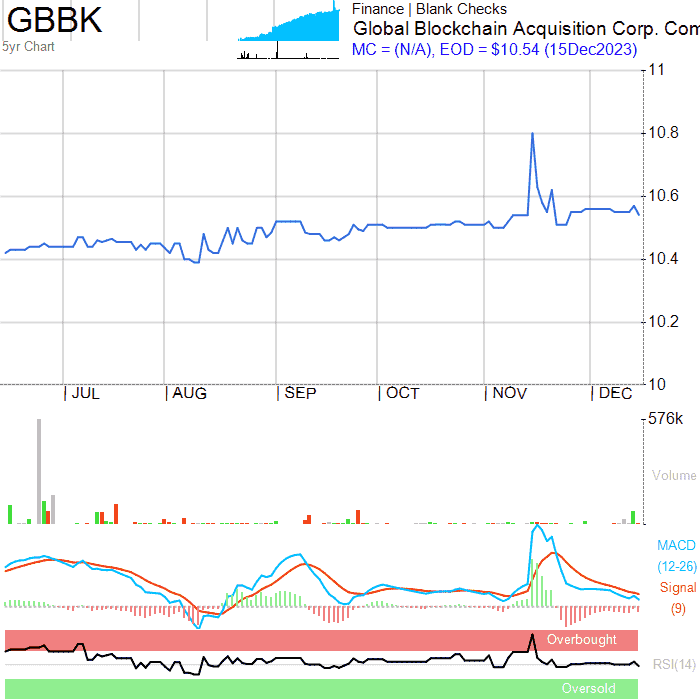 GBBK
5yr Chart
Finance | Blank Checks
Global Blockchain Acquisition Corp. Com
MC = (N/A), EOD = $10.54 (15Dec2023)
11
10.8
10.6
10.4
10.2
10
JUL
AUG
SEP
OCT
NOV
DEC
576k
Volume
MACD
(12-26)
Signal
(9)
Overbought
RSI(14)
Oversold